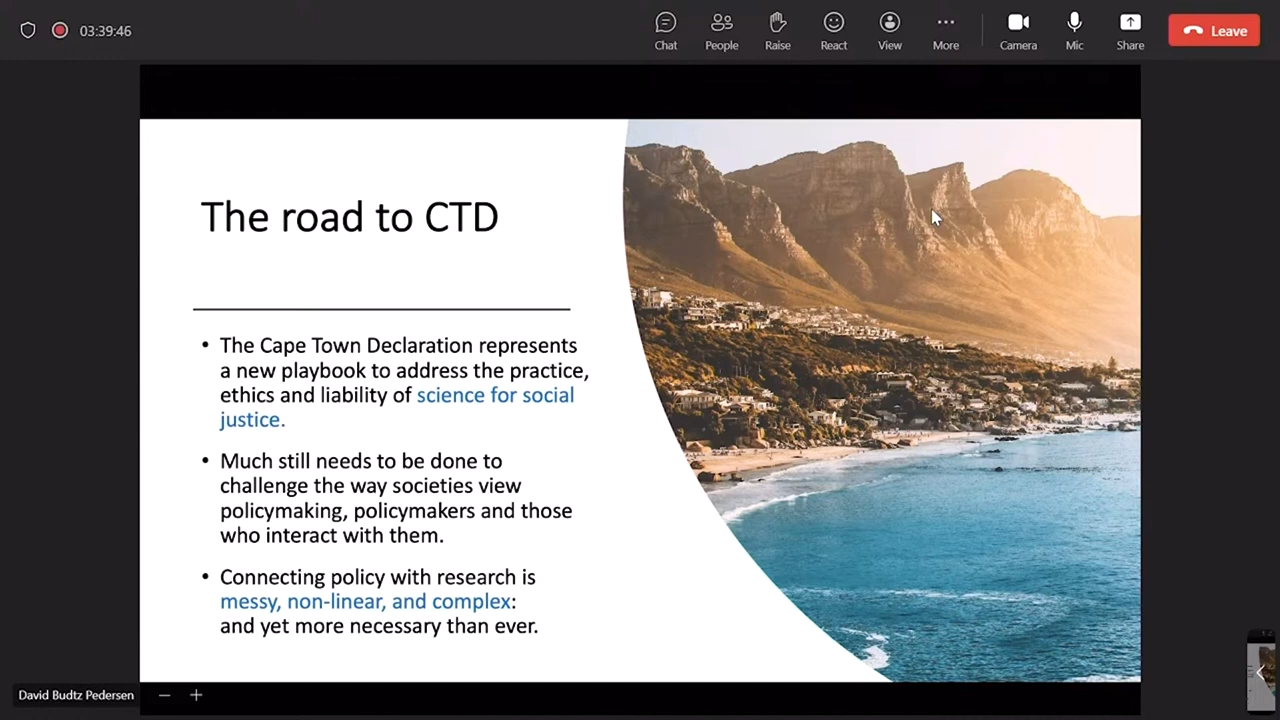 03:39:46
Chat
People
Raise
React
View
More
Camera
Mic
Share
Leave
The road to CTD
• The Cape Town Declaration represents
a new playbook to address the practice,
ethics and liability of science for social
justice.
• Much still needs to be done to
challenge the way societies view
policymaking, policymakers and those
who interact with them.
• Connecting policy with research is
messy, non-linear, and complex:
and yet more necessary than ever.
David Budtz Pedersen